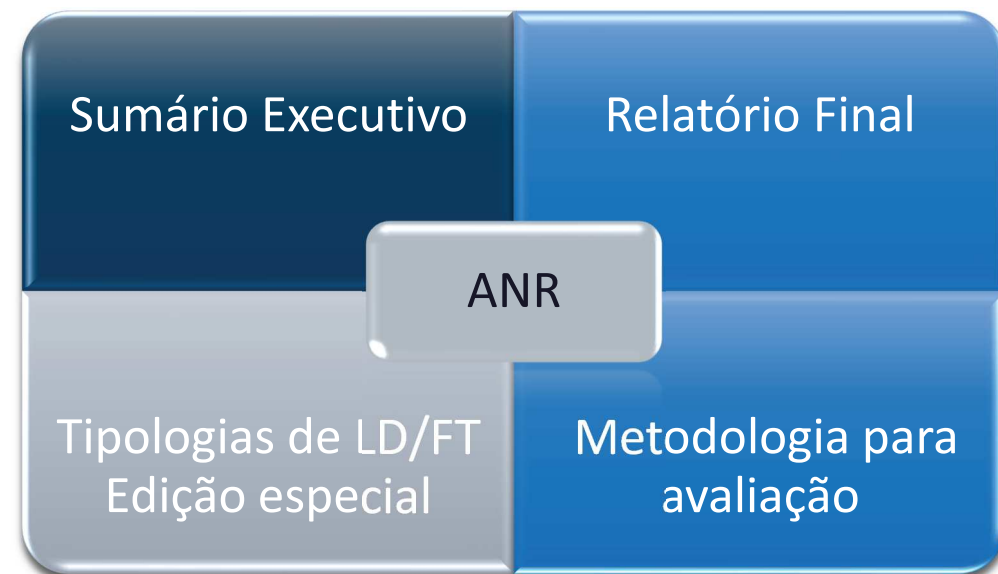 Sumário Executivo
Relatório Final
ANR
Tipologias de LD/FT
Edição especial
Metodologia para
avaliação